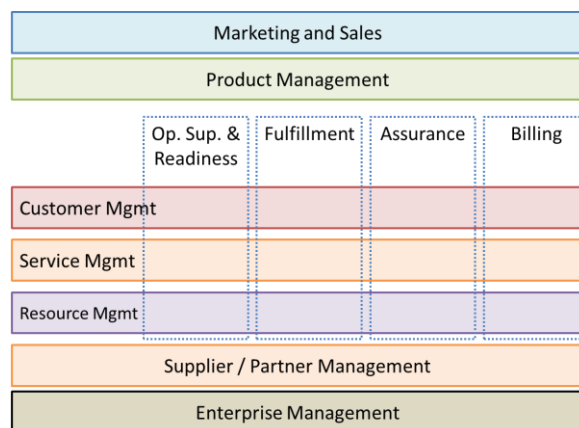 Marketing and Sales
Product Management
Op. Sup. &
Readiness
Fulfillment
Assurance
Billing
Customer Mgmt
Service Mgmt
Resource Mgmt
Supplier / Partner Management
Enterprise Management